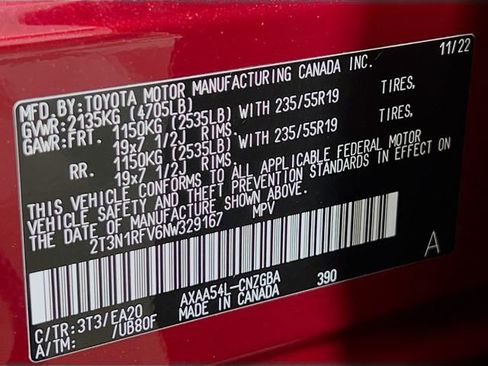 MFD.BY:TOYOTA MOTOR MANUFACTURING CANADA INC. 11/22
GVWR:2135KG (4705LB)
GAWR:FRT. 1150KG (2535LB) WITH 235/55R19 TIRES,
19x7 1/2J RIMS.
RR. 1150KG (2535LB) WITH 235/55R19 TIRES,
19x7 1/2J RIMS.
THIS VEHICLE CONFORMS TO ALL APPLICABLE FEDERAL MOTOR
VEHICLE SAFETY AND THEFT PREVENTION STANDARDS IN EFFECT ON
THE DATE OF MANUFACTURE SHOWN ABOVE.
2T3N1RFV6NW329167 MPV
A
C/TR:3T3/EA20 AXAA54L-CNZGBA 390
A/TM: /UB80F MADE IN CANADA